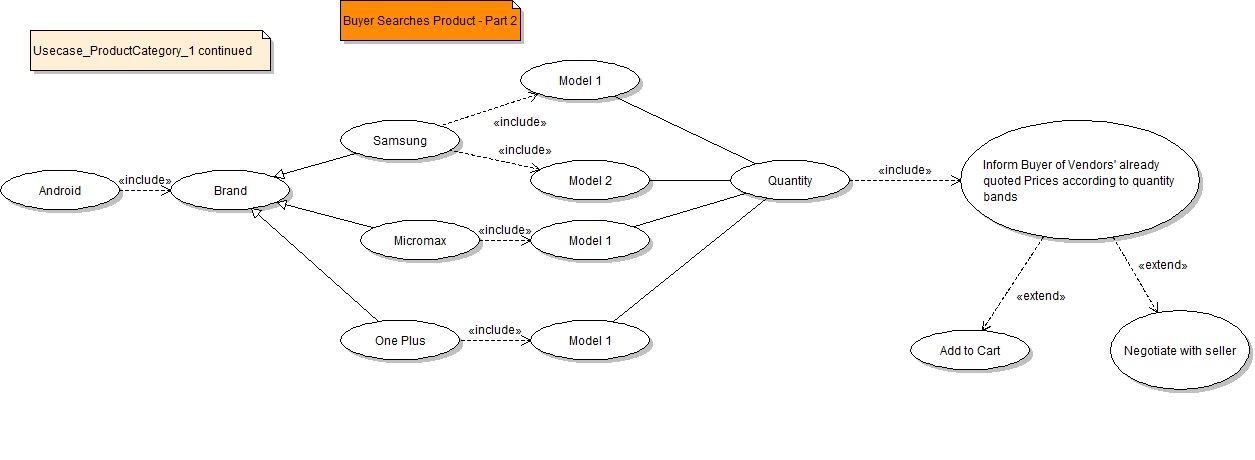 Buyer Searches Product - Part 2
Usecase_ProductCategory_1 continued
Model 1
«include»
Samsung
«include»
Inform Buyer of Vendors' already
quoted Prices according to quantity
bands
«include»
Android
«include»
Brand
Model 2
Quantity
«include»
Micromax
Model 1
«extend»
«extend»
One Plus
«include»
Model 1
Add to Cart
Negotiate with seller